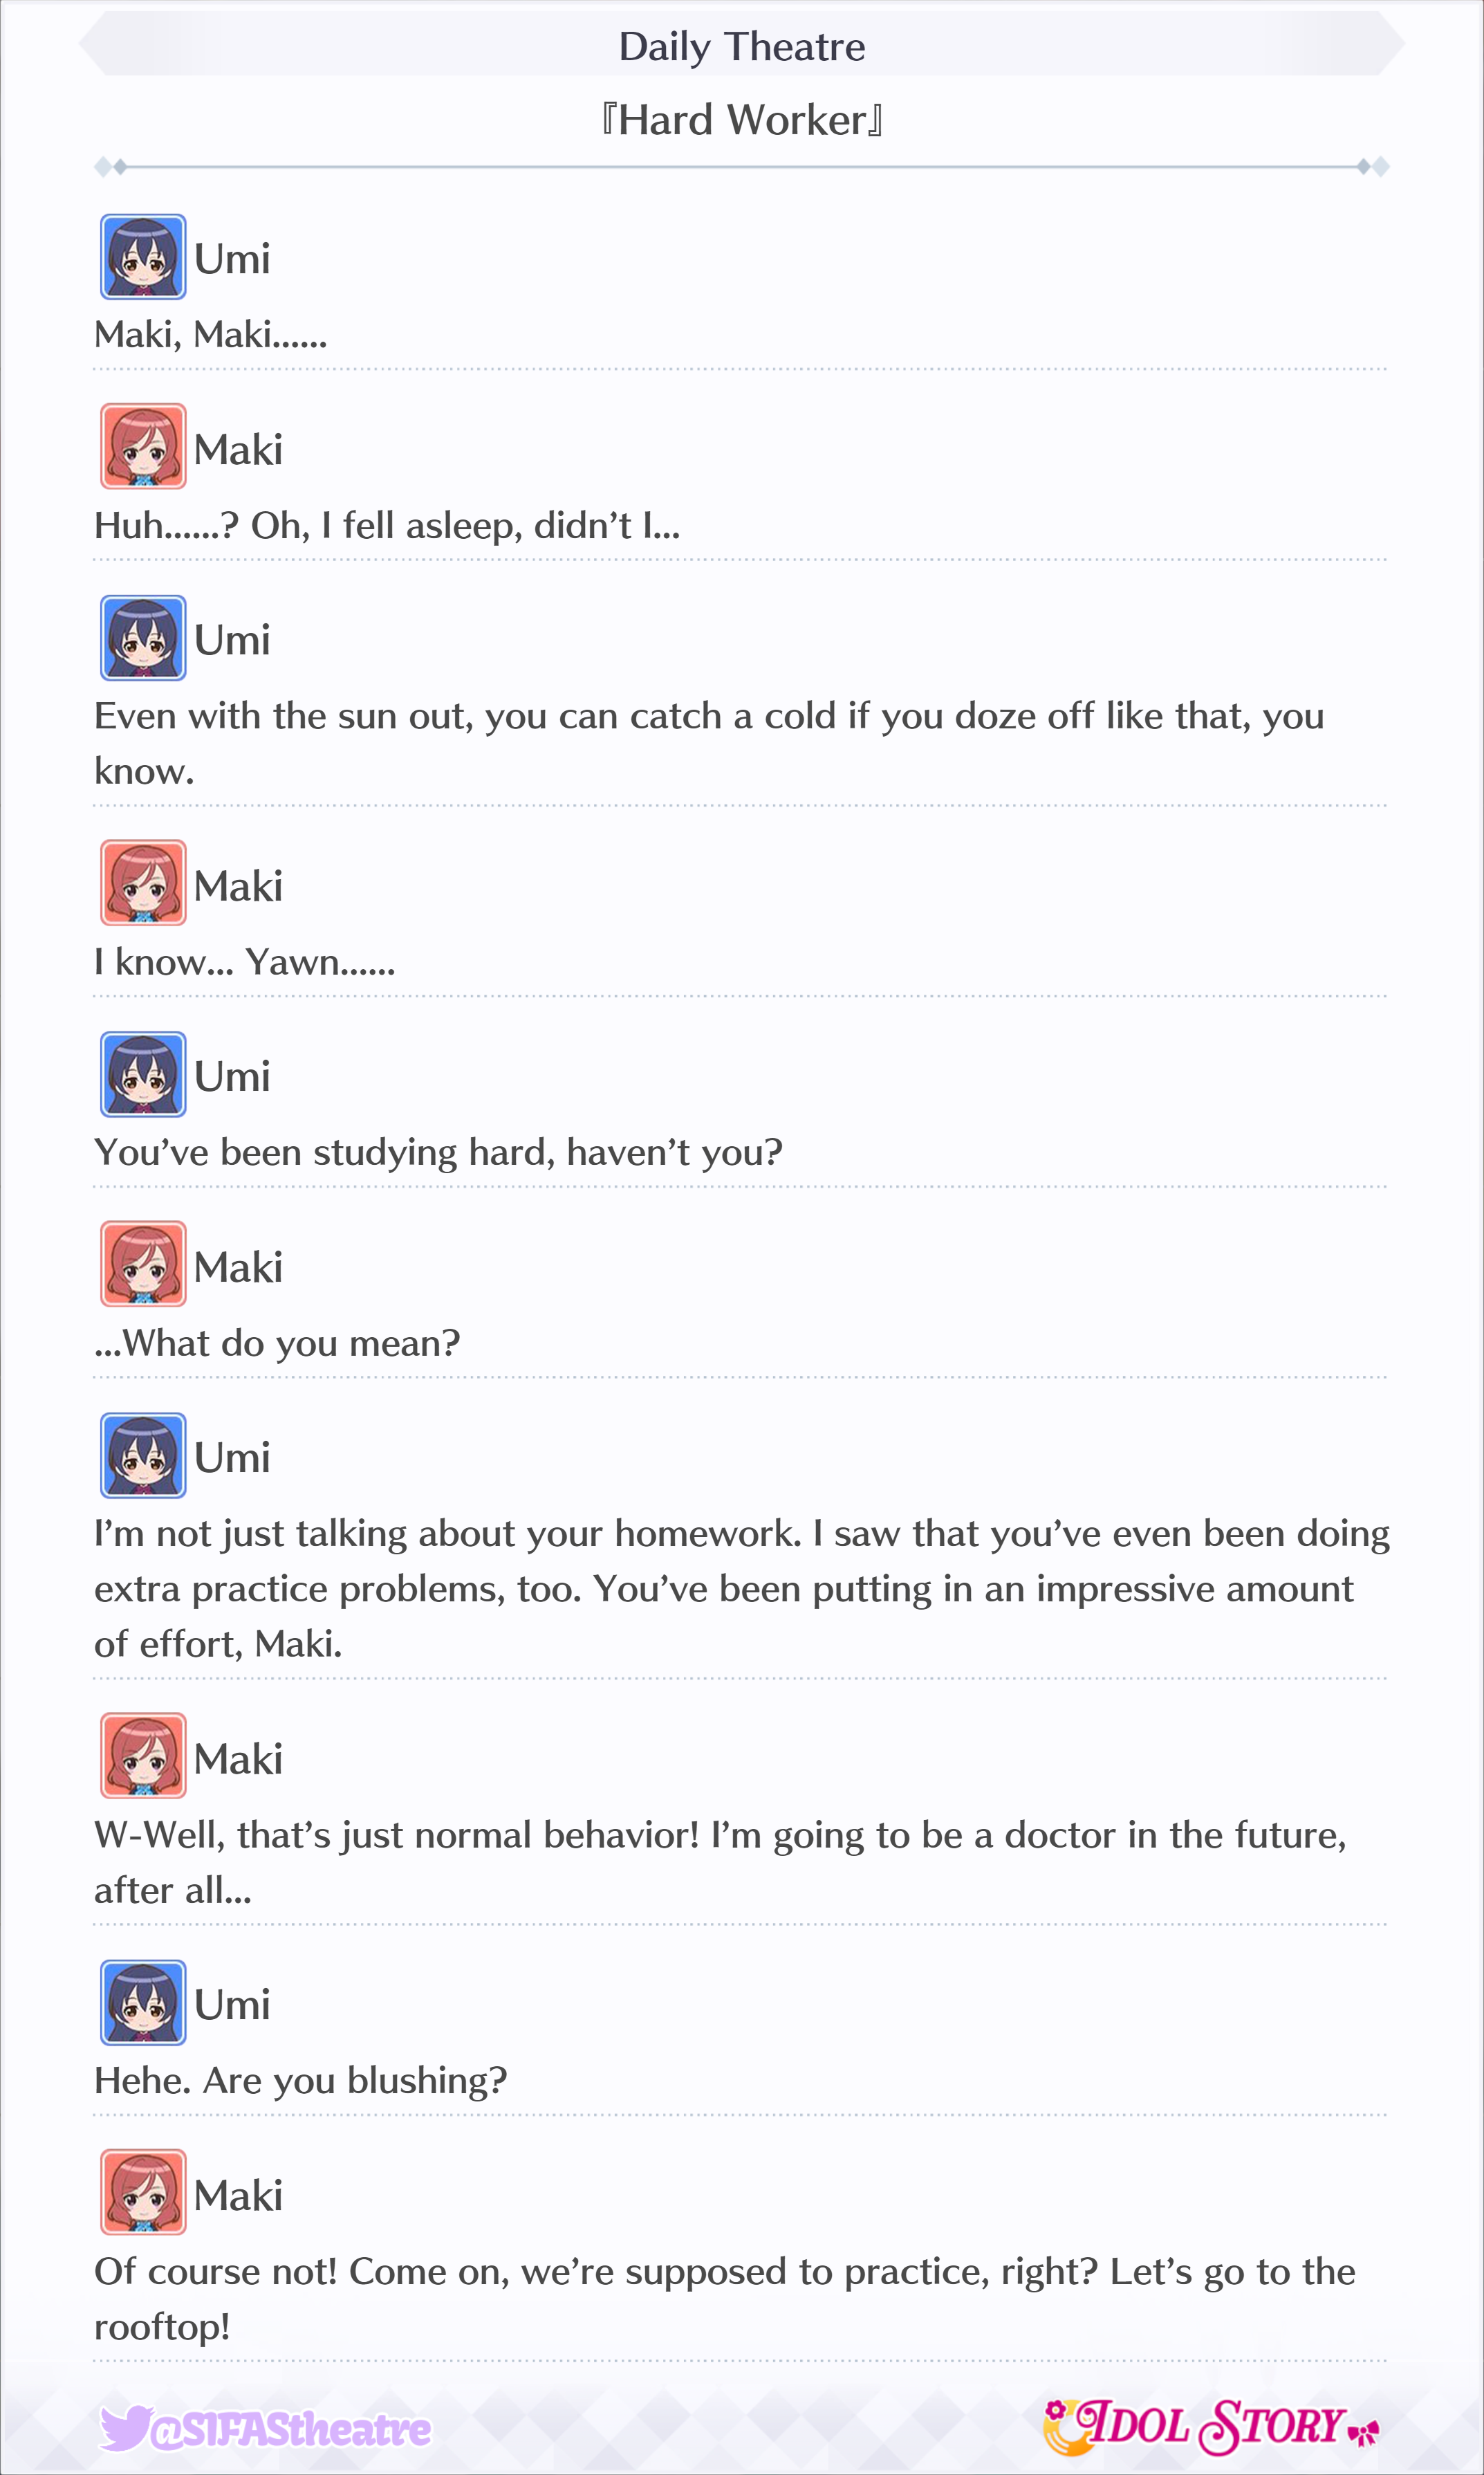 Daily Theatre
『Hard Worker』
Umi
Maki, Maki......
Maki
Huh......? Oh, I fell asleep, didn’t I...
Umi
Even with the sun out, you can catch a cold if you doze off like that, you
know.
Maki
I know... Yawn......
Umi
You’ve been studying hard, haven’t you?
Maki
...What do you mean?
Umi
I’m not just talking about your homework. I saw that you’ve even been doing
extra practice problems, too. You’ve been putting in an impressive amount
of effort, Maki.
Maki
W-Well, that’s just normal behavior! I’m going to be a doctor in the future,
after all...
Umi
Hehe. Are you blushing?
Maki
Of course not! Come on, we’re supposed to practice, right? Let’s go to the
rooftop!
@SIFAStheatre
IDOL STORY